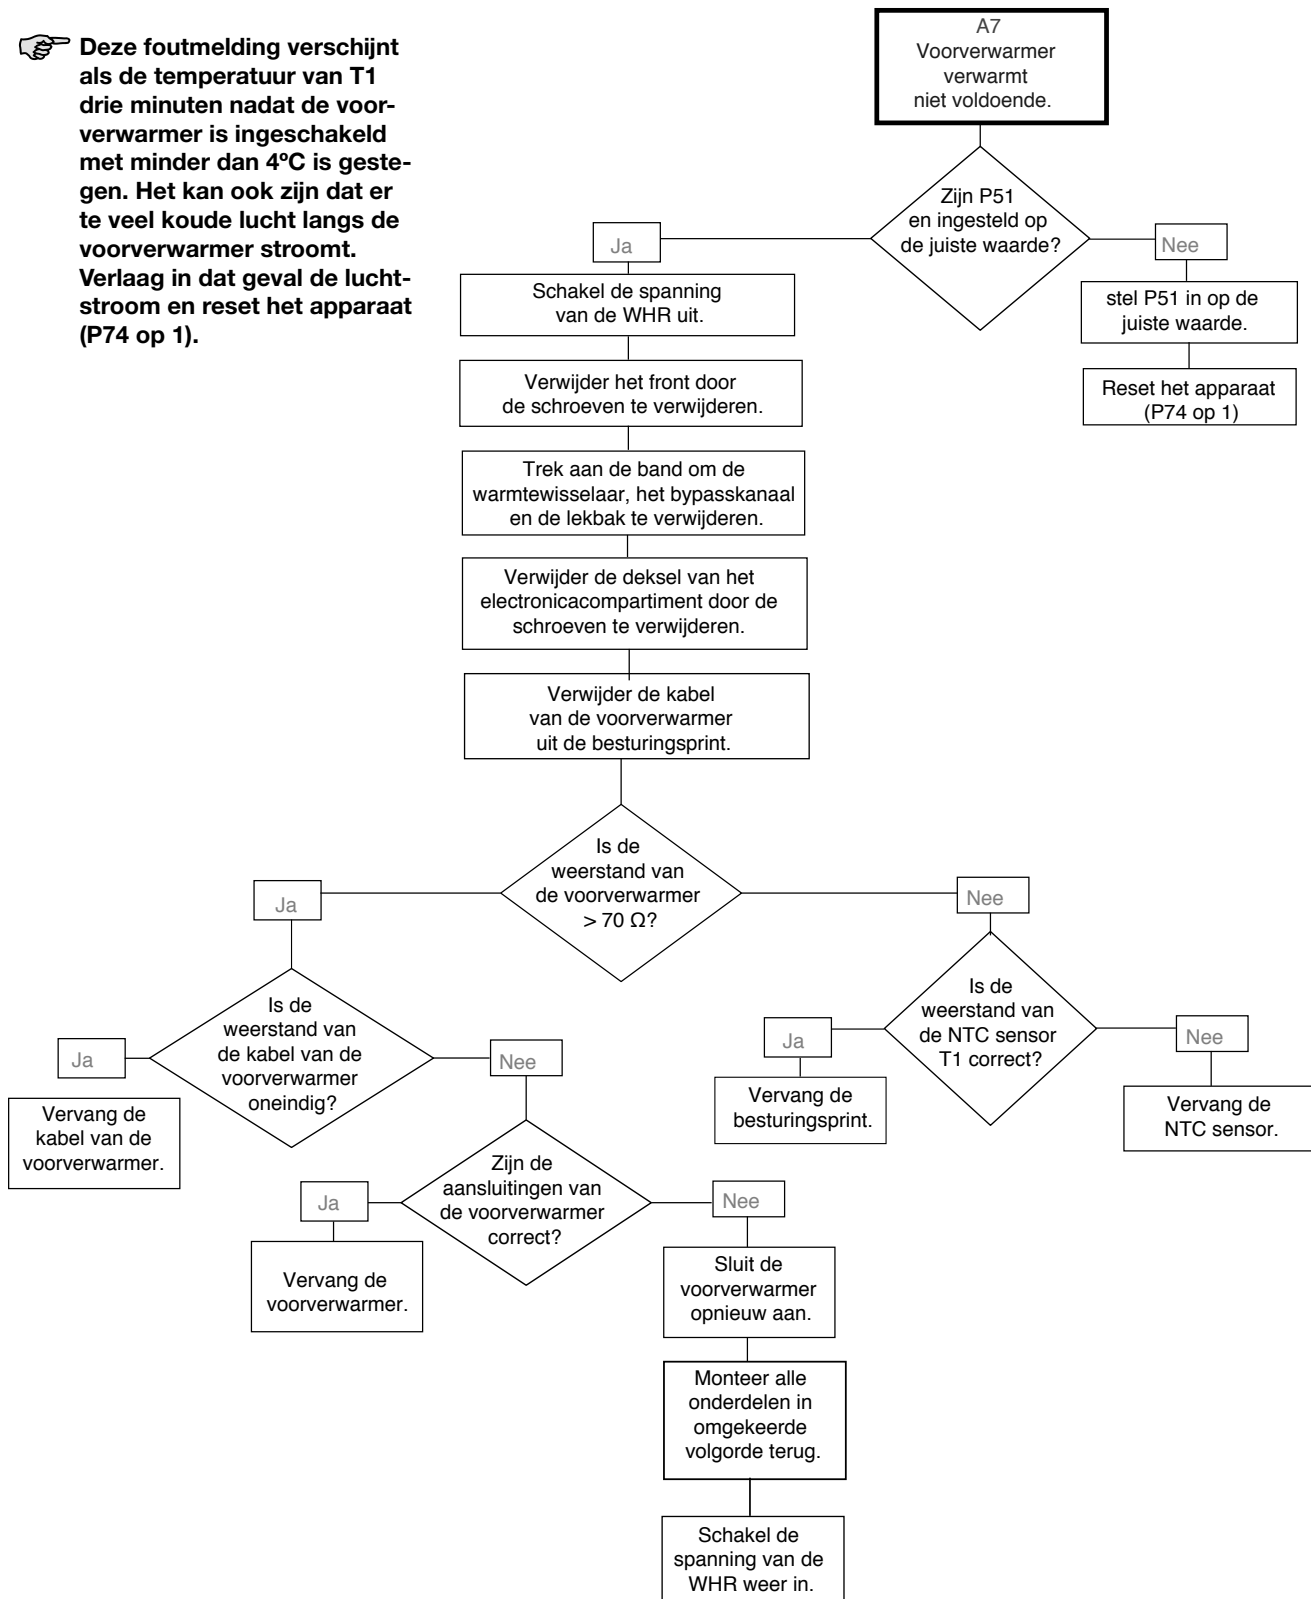 Deze foutmelding verschijnt
als de temperatuur van T1
drie minuten nadat de voor-
verwarmer is ingeschakeld
met minder dan 4ºC is geste-
gen. Het kan ook zijn dat er
te veel koude lucht langs de
voorverwarmer stroomt.
Verlaag in dat geval de lucht-
stroom en reset het apparaat
(P74 op 1).
A7
Voorverwarmer
verwarmt
niet voldoende.
Zijn P51
en ingesteld op
de juiste waarde?
Ja
Nee
Schakel de spanning
van de WHR uit.
stel P51 in op de
juiste waarde.
Verwijder het front door
de schroeven te verwijderen.
Reset het apparaat
(P74 op 1)
Trek aan de band om de
warmtewisselaar, het bypasskanaal
en de lekbak te verwijderen.
Verwijder de deksel van het
electronicacompartiment door de
schroeven te verwijderen.
Verwijder de kabel
van de voorverwarmer
uit de besturingsprint.
Is de
weerstand van
de voorverwarmer
> 70 Ω?
Ja
Nee
Is de
weerstand van
de kabel van de
voorverwarmer
oneindig?
Ja
Nee
Vervang de
kabel van de
voorverwarmer.
Is de
weerstand van
de NTC sensor
T1 correct?
Ja
Nee
Vervang de
besturingsprint.
Vervang de
NTC sensor.
Zijn de
aansluitingen van
de voorverwarmer
correct?
Ja
Nee
Vervang de
voorverwarmer.
Sluit de
voorverwarmer
opnieuw aan.
Monteer alle
onderdelen in
omgekeerde
volgorde terug.
Schakel de
spanning van de
WHR weer in.